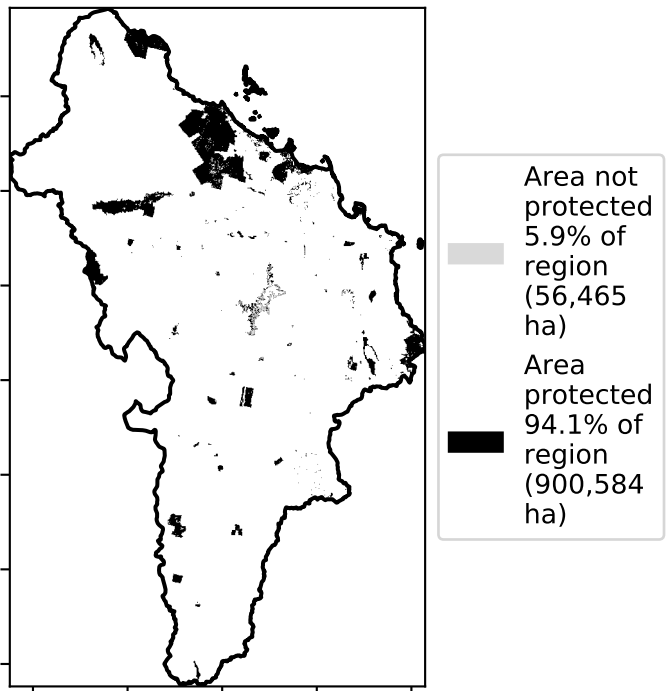 Area not
protected
5.9% of
region
(56,465
ha)
Area
protected
94.1% of
region
(900,584
ha)